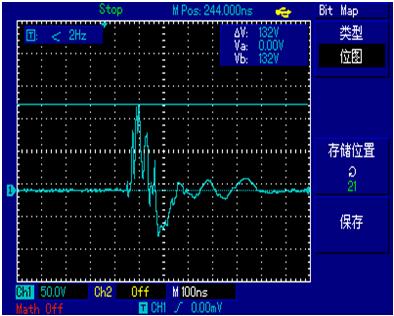 Stop M Pos: 244.000ns Bit Map
T: < 2Hz
ΔV: 132V
Va: 0.00V
Vb: 132V
类型
位图
存储位置
21
保存
1
Ch1 50.0V Ch2 Off M 100ns
Math Off T CH1 0.00mV